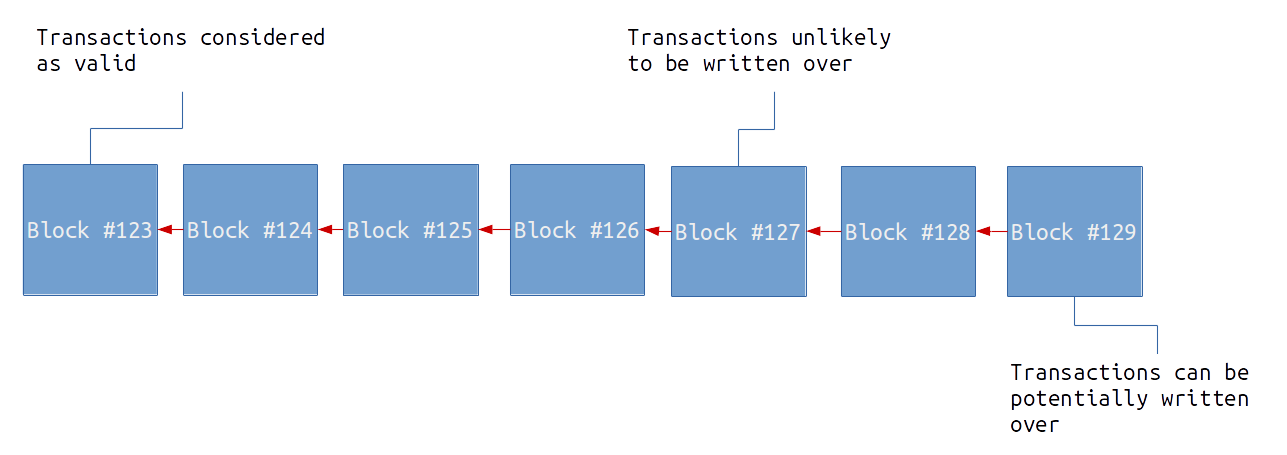 Transactions considered
as valid
Transactions unlikely
to be written over
Block #123
Block #124
Block #125
Block #126
Block #127
Block #128
Block #129
Transactions can be
potentially written
over